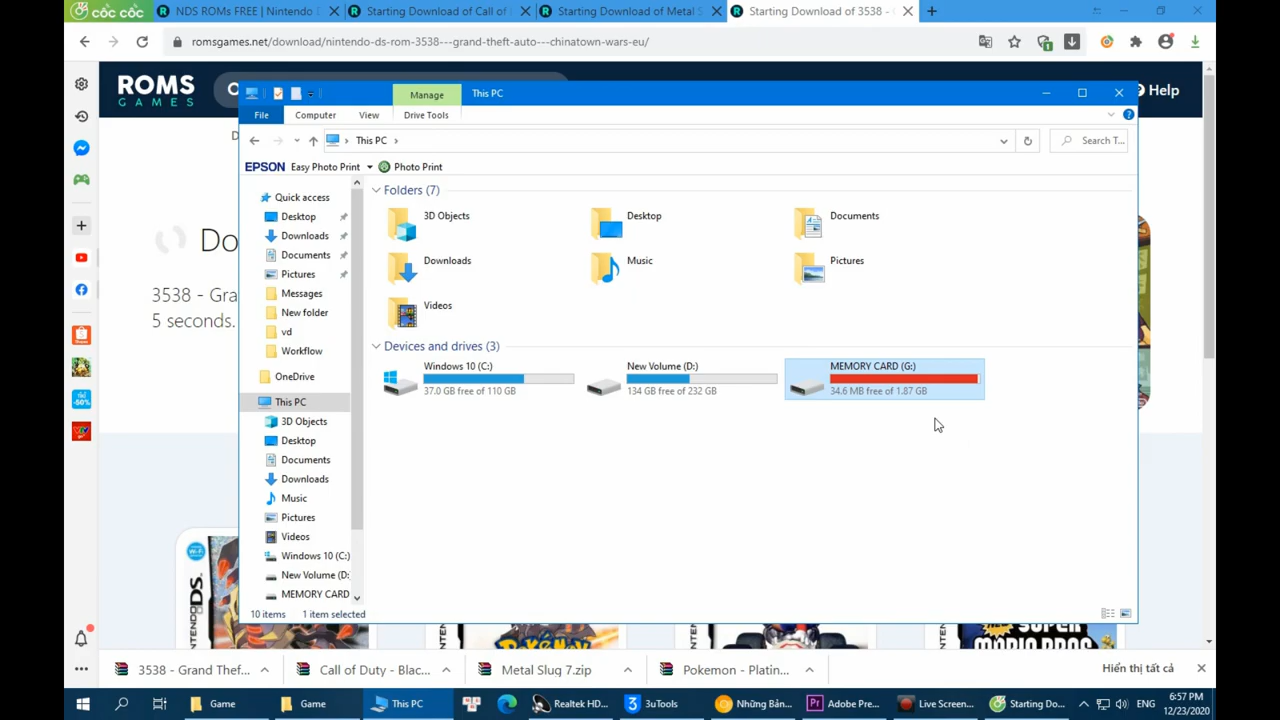 cốc cốc
NDS ROMs FREE | Nintendo D
Starting Download of Call of
Starting Download of Metal S
Starting Download of 3538 -
romsgames.net/download/nintendo-ds-rom-3538---grand-theft-auto---chinatown-wars-eu/
ROMS
GAMES
Help
Manage
This PC
File
Computer
View
Drive Tools
This PC
Search T...
EPSON
Easy Photo Print
Photo Print
Quick access
Desktop
Downloads
Documents
Pictures
Messages
New folder
vd
Workflow
OneDrive
This PC
3D Objects
Desktop
Documents
Downloads
Music
Pictures
Videos
Windows 10 (C:)
New Volume (D:
MEMORY CARD
Folders (7)
3D Objects
Desktop
Documents
Downloads
Music
Pictures
Videos
Devices and drives (3)
Windows 10 (C:)
37.0 GB free of 110 GB
New Volume (D:)
134 GB free of 232 GB
MEMORY CARD (G:)
34.6 MB free of 1.87 GB
10 items
1 item selected
D
Do
3538 - Gra
5 seconds.
3538 - Grand Thef....zip
Call of Duty - Blac...
Metal Slug 7.zip
Pokemon - Platin...
Hiển thị tất cả
Game
Game
This PC
Realtek HD...
3uTools
Những Bản...
Adobe Pre...
Live Screen...
Starting Do...
ENG
6:57 PM
12/23/2020